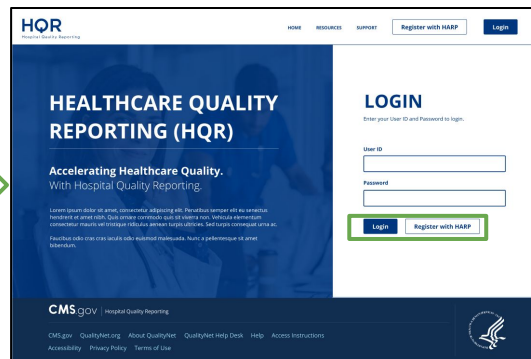 HQR
Hospital Quality Reporting
HOME RESOURCES SUPPORT Register with HARP Login
HEALTHCARE QUALITY
REPORTING (HQR)
Accelerating Healthcare Quality.
With Hospital Quality Reporting.
Lorem ipsum dolor sit amet, consectetur adipiscing elit. Penatibus semper elit eu senectus
hendrerit et amet nibh. Quis ornare commodo quis sit viverra non. Vehicula elementum
consectetur mauris vel tristique ridiculus aenean turpis ultricies. Sed turpis consequat urna ac.
Faucibus odio cras cras iaculis odio euismod malesuada. Nunc a pellentesque sit amet
bibendum.
LOGIN
Enter your User ID and Password to login.
User ID
Password
Login Register with HARP
CMS.gov | Hospital Quality Reporting
CMS.gov QualityNet.org About QualityNet QualityNet Help Desk Help Access Instructions
Accessibility Privacy Policy Terms of Use